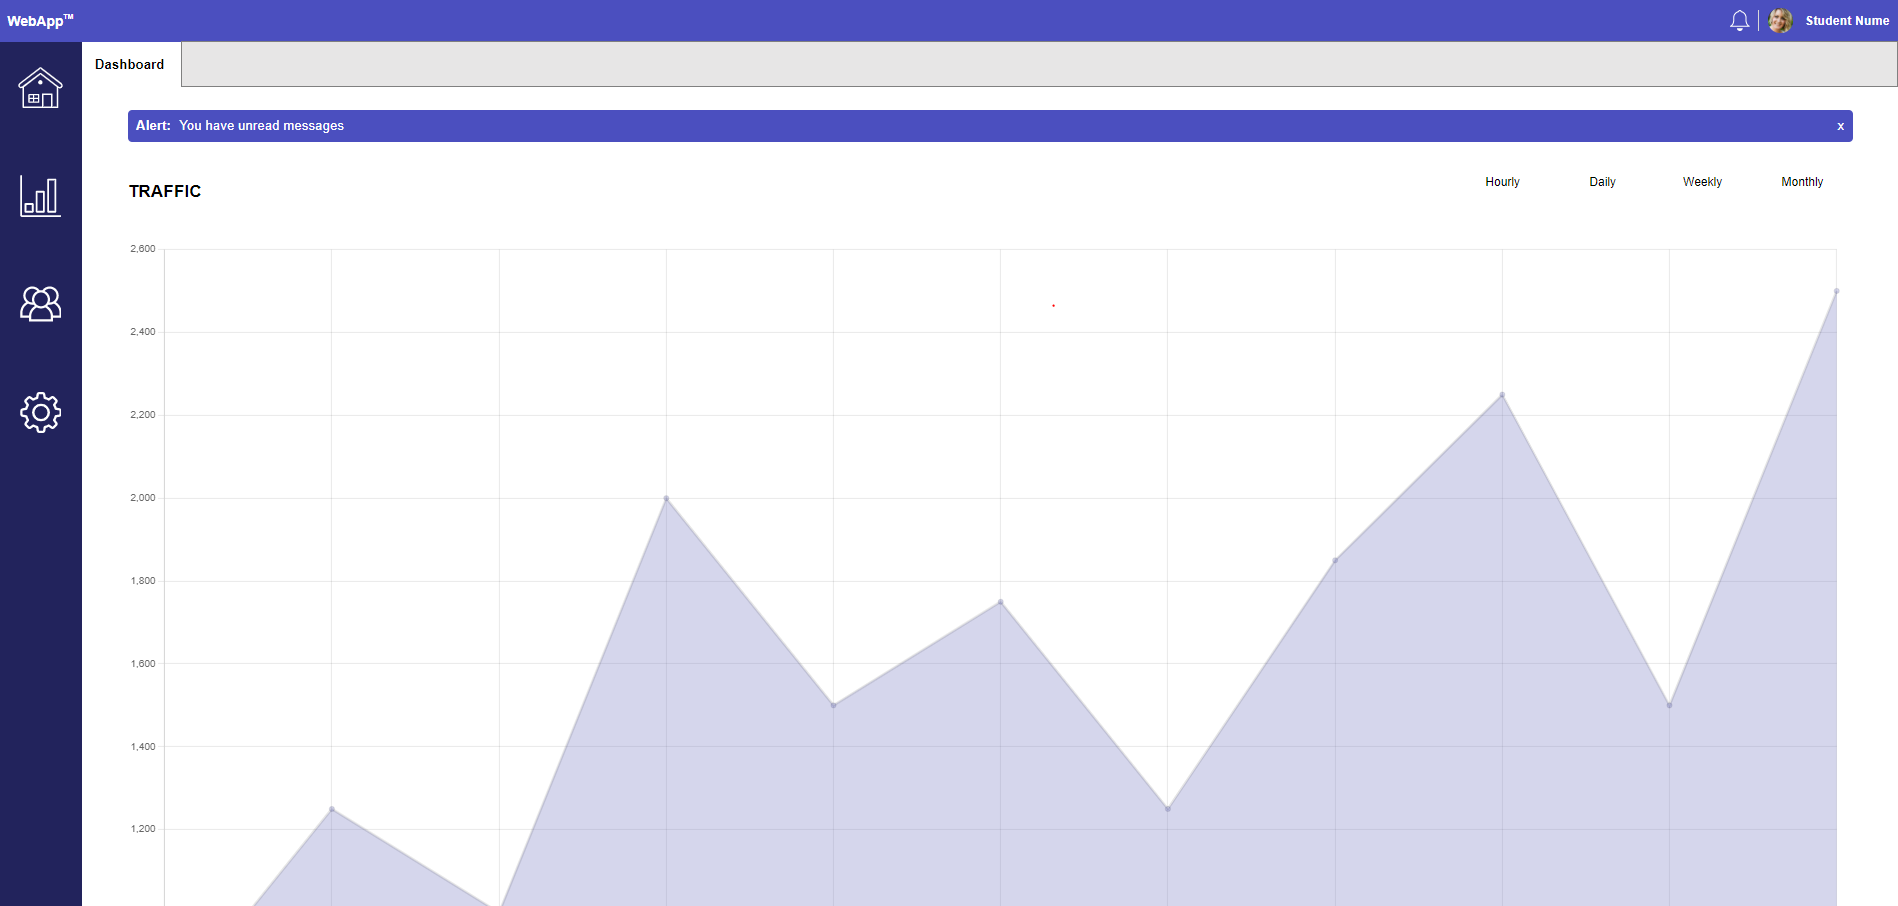 WebApp™
Student Nume
Dashboard
Alert: You have unread messages x
TRAFFIC
Hourly Daily Weekly Monthly
2,600
2,400
2,200
2,000
1,800
1,600
1,400
1,200